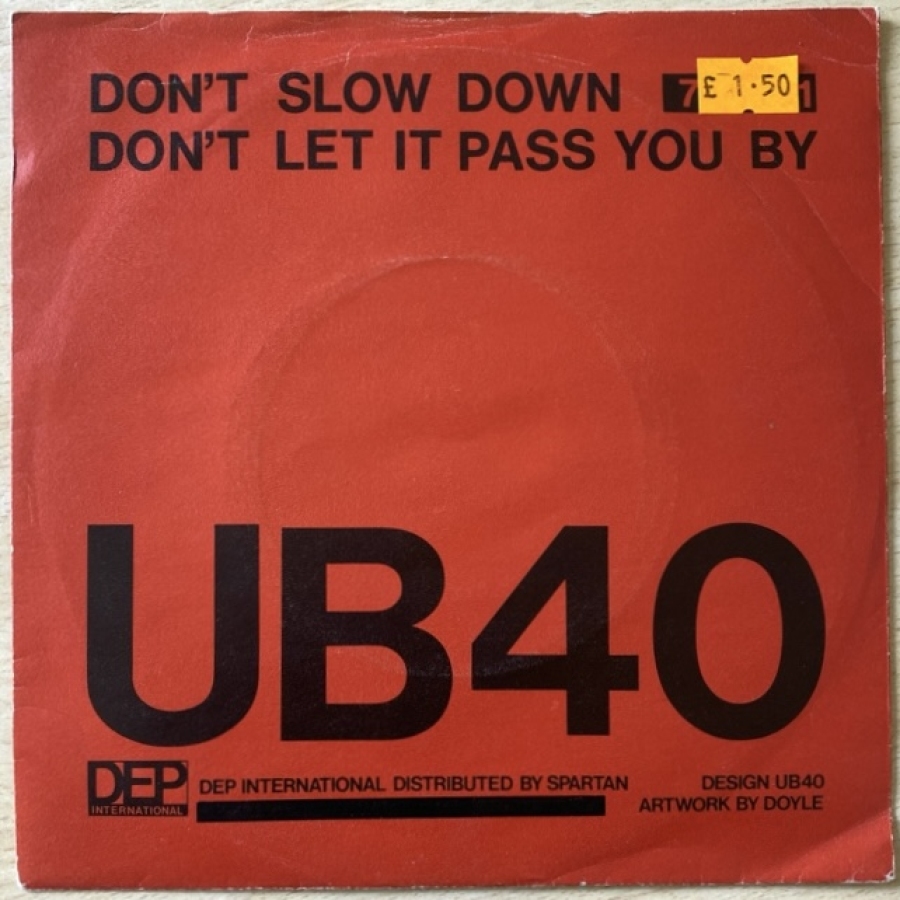 DON'T SLOW DOWN
£ 1.50
DON'T LET IT PASS YOU BY
UB40
DEP
INTERNATIONAL
DEP INTERNATIONAL DISTRIBUTED BY SPARTAN
DESIGN UB40
ARTWORK BY DOYLE